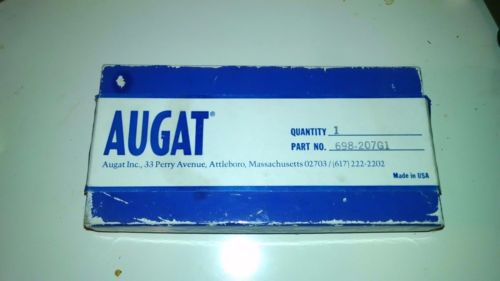 AUGAT®
QUANTITY 1
PART NO. 698-207G1
Augat Inc., 33 Perry Avenue, Attleboro, Massachusetts 02703 / (617) 222-2202
Made in USA